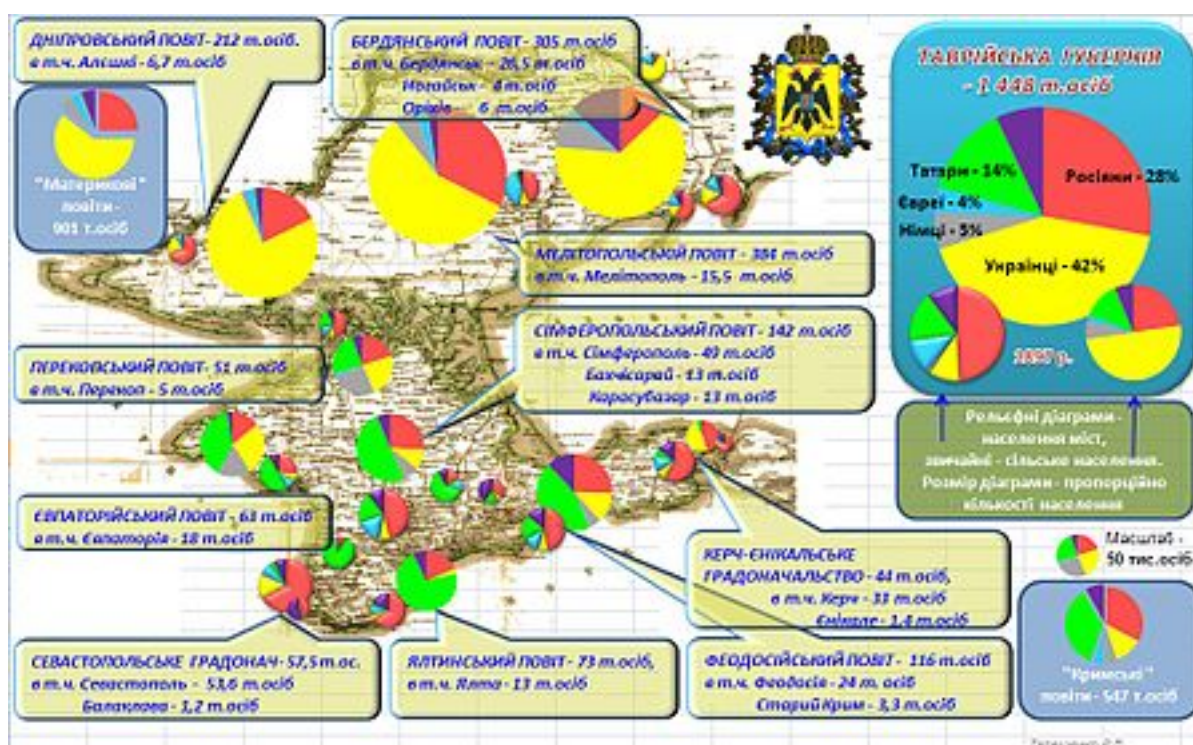 ДНІПРОВСЬКИЙ ПОВІТ- 212 т.осіб.
в т.ч. Алєшкі - 6,7 т.осіб
БЕРДЯНСЬКИЙ ПОВІТ - 305 т.осіб
в т.ч. Бердянськ - 26,5 т.осіб
Ногайськ - 4 т.осіб
Оріхів - 6 т.осіб
ТАВРІЙСЬКА ГУБЕРНІЯ
- 1 448 т.осіб
Татари - 14%
Росіяни - 28%
Євреї - 4%
Німці - 5%
Українці - 42%
1897 р.
"Материкові"
повіти-
901 т.осіб
МЕЛІТОПОЛЬСЬКИЙ ПОВІТ - 384 т.осіб
в т.ч. Мелітополь - 15,5 т.осіб
СІМФЕРОПОЛЬСЬКИЙ ПОВІТ - 142 т.осіб
в т.ч. Сімферополь - 49 т.осіб
Бахчісарай - 13 т.осіб
Карасубазар - 13 т.осіб
ПЕРЕКОПСЬКИЙ ПОВІТ- 51 т.осіб
в т.ч. Перекоп - 5 т.осіб
Рельєфні діаграми -
населення міст,
звичайні - сільське населення.
Розмір діаграми - пропорційно
кількості населення
ЄВПАТОРІЙСЬКИЙ ПОВІТ - 63 т.осіб
в т.ч. Євпаторія - 18 т.осіб
Масштаб -
50 тис.осіб
КЕРЧ-ЄНІКАЛЬСЬКЕ
ГРАДОНАЧАЛЬСТВО - 44 т.осіб,
в т.ч. Керч - 33 т.осіб
Єнікале - 1,4 т.осіб
"Кримські"
повіти - 547 т.осіб
СЕВАСТОПОЛЬСЬКЕ ГРАДОНАЧ- 57,5 т.ос.
в т.ч. Севастополь - 53,6 т.осіб
Балаклава - 1,2 т.осіб
ЯЛТИНСЬКИЙ ПОВІТ - 73 т.осіб,
в т.ч. Ялта - 13 т.осіб
ФЕОДОСІЙСЬКИЙ ПОВІТ - 116 т.осіб
в т.ч. Феодосія - 24 т. осіб
Старий Крим - 3,3 т.осіб